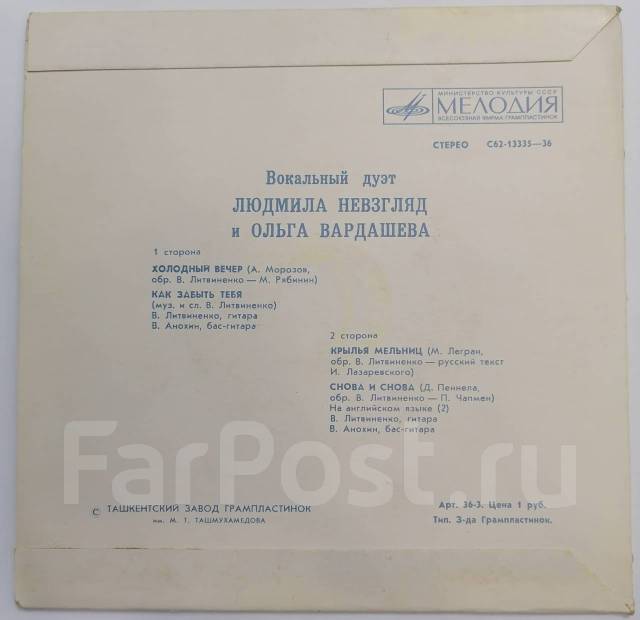 МИНИСТЕРСТВО КУЛЬТУРЫ СССР
МЕЛОДИЯ
ВСЕСОЮЗНАЯ ФИРМА ГРАМПЛАСТИНОК
СТЕРЕО С62-13335—36
Вокальный дуэт
ЛЮДМИЛА НЕВЗГЛЯД
и ОЛЬГА ВАРДАШЕВА
1 сторона
ХОЛОДНЫЙ ВЕЧЕР (А. Морозов,
обр. В. Литвиненко — М. Рябинин)
КАК ЗАБЫТЬ ТЕБЯ
(муз. и сл. В. Литвиненко)
В. Литвиненко, гитара
В. Анохин, бас-гитара
2 сторона
КРЫЛЬЯ МЕЛЬНИЦ (М. Легран,
обр. В. Литвиненко — русский текст
И. Лазаревского)
СНОВА И СНОВА (Д. Пеннела,
обр. В. Литвиненко — П. Чапмен)
На английском языке (2)
В. Литвиненко, гитара
В. Анохин, бас-гитара
FarPost.ru
© ТАШКЕНТСКИЙ ЗАВОД ГРАМПЛАСТИНОК
им. М. Т. ТАШМУХАМЕДОВА
Арт. 36-3. Цена 1 руб.
Тип. З-да Грампластинок.